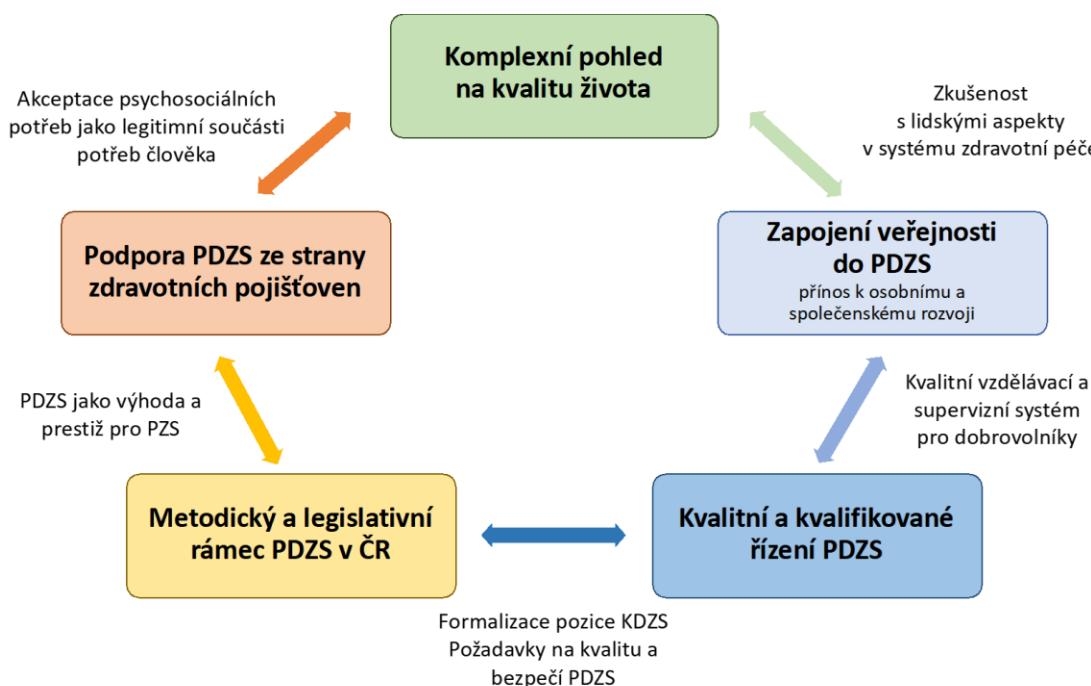 Komplexní pohled
na kvalitu života
Akceptace psychosociálních
potřeb jako legitimní součásti
potřeb člověka
Zkušenost
s lidskými aspekty
v systému zdravotní péče
Podpora PDZS ze strany
zdravotních pojišťoven
Zapojení veřejnosti
do PDZS
přínos k osobnímu a
společenskému rozvoji
PDZS jako výhoda a
prestiž pro PZS
Kvalitní vzdělávací a
supervizní systém
pro dobrovolníky
Metodický a legislativní
rámec PDZS v ČR
Kvalitní a kvalifikované
řízení PDZS
Formalizace pozice KDZS
Požadavky na kvalitu a
bezpečí PDZS